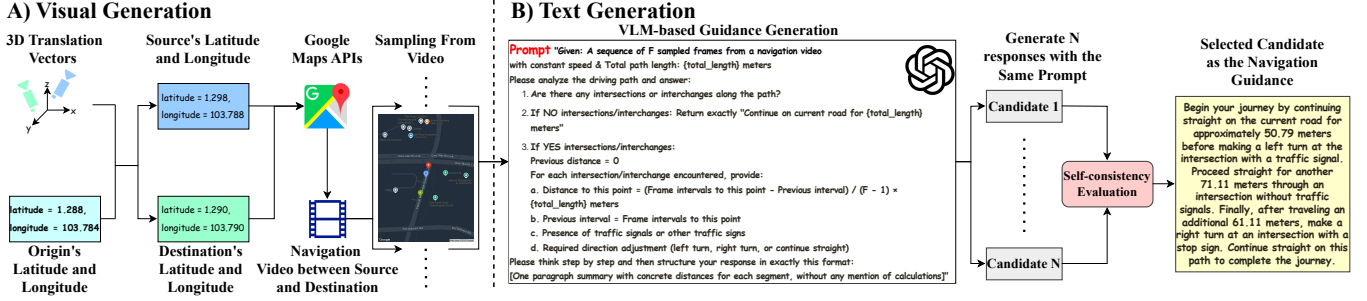 A) Visual Generation
3D Translation
Vectors
z
x
y
latitude = 1.288,
longitude = 103.784
Origin's
Latitude and
Longitude
Source's Latitude
and Longitude
latitude = 1.298,
longitude = 103.788
latitude = 1.290,
longitude = 103.790
Destination's
Latitude and
Longitude
Google
Maps APIs
G
Navigation
Video between Source
and Destination
Sampling From
Video
B) Text Generation
VLM-based Guidance Generation
Prompt "Given: A sequence of F sampled frames from a navigation video
with constant speed & Total path length: {total_length} meters
Please analyze the driving path and answer:
1. Are there any intersections or interchanges along the path?
2. If NO intersections/interchanges: Return exactly "Continue on current road for {total_length}
meters"
3. If YES intersections/interchanges:
Previous distance = 0
For each intersection/interchange encountered, provide:
a. Distance to this point = (Frame intervals to this point - Previous interval) / (F - 1) ×
{total_length} meters
b. Previous interval = Frame intervals to this point
c. Presence of traffic signals or other traffic signs
d. Required direction adjustment (left turn, right turn, or continue straight)
Please think step by step and then structure your response in exactly this format:
[One paragraph summary with concrete distances for each segment, without any mention of calculations]"
Generate N
responses with the
Same Prompt
Candidate 1
Candidate N
Self-consistency
Evaluation
Selected Candidate
as the Navigation
Guidance
Begin your journey by continuing
straight on the current road for
approximately 50.79 meters
before making a left turn at the
intersection with a traffic signal.
Proceed straight for another
71.11 meters through an
intersection without traffic
signals. Finally, after traveling an
additional 61.11 meters, make a
right turn at an intersection with a
stop sign. Continue straight on this
path to complete the journey.